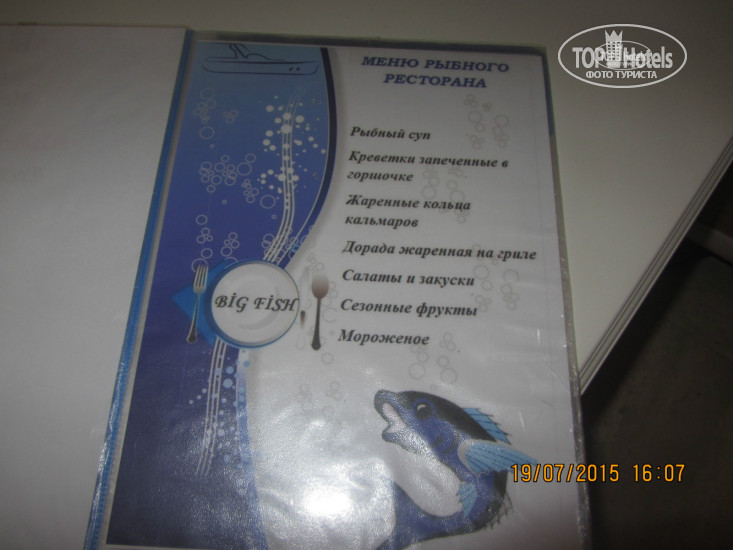 TOPHotels
ФОТО ТУРИСТА
МЕНЮ РЫБНОГО
РЕСТОРАНА
Рыбный суп
Креветки запеченные в
горшочке
Жаренные кольца
кальмаров
Дорада жаренная на гриле
Салаты и закуски
Сезонные фрукты
Мороженое
BİG FİSH
19/07/2015 16:07